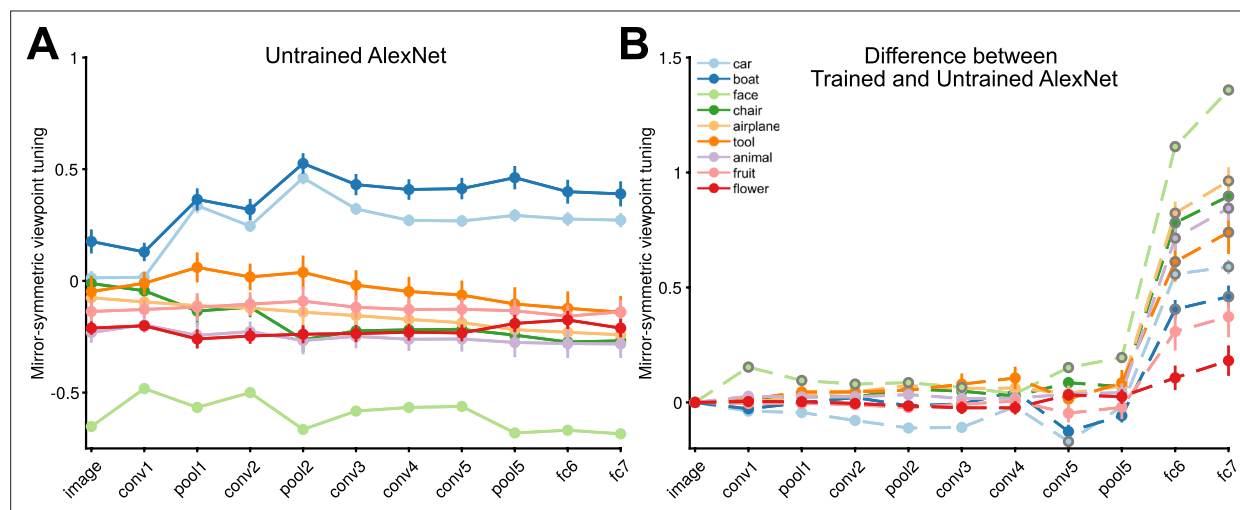 A
Untrained AlexNet
Mirror-symmetric viewpoint tuning
1
0.5
0
-0.5
image
conv1
pool1
conv2
pool2
conv3
conv4
conv5
pool5
fc6
fc7
B
Difference between
Trained and Untrained AlexNet
Mirror-symmetric viewpoint tuning
1.5
1
0.5
0
car
boat
face
chair
airplane
tool
animal
fruit
flower
image
conv1
pool1
conv2
pool2
conv3
conv4
conv5
pool5
fc6
fc7